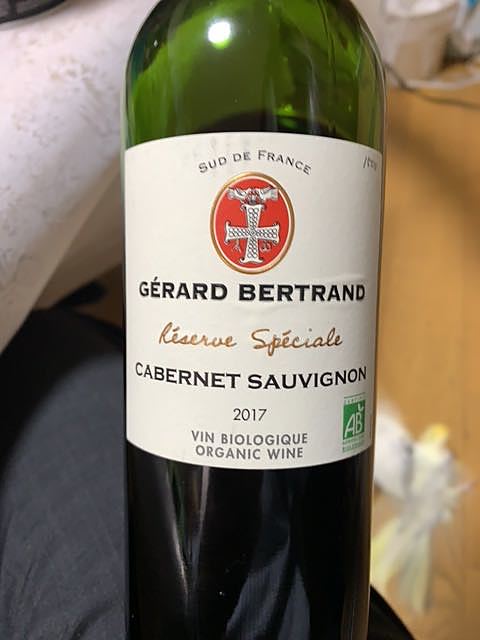 SUD DE FRANCE
GÉRARD BERTRAND
Réserve Spéciale
CABERNET SAUVIGNON
2017
VIN BIOLOGIQUE
ORGANIC WINE
AB